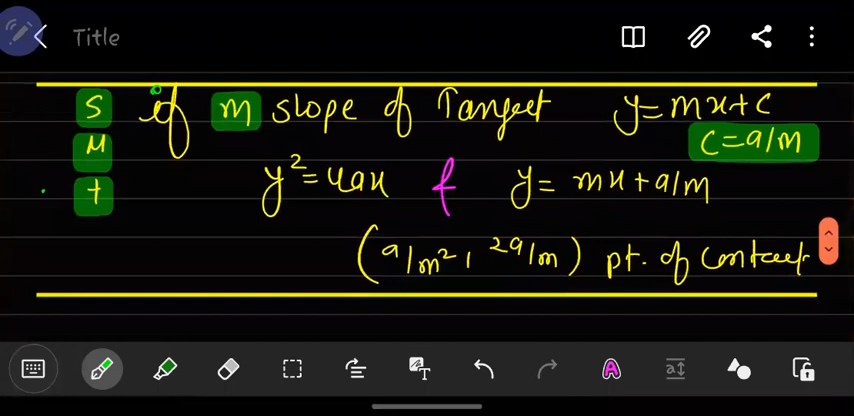 Title
S if m slope of Tangent y=mx+c
M c=a/m
t y²=4ax f y= mx+a/m
(a/m², 2a/m) pt. of contact